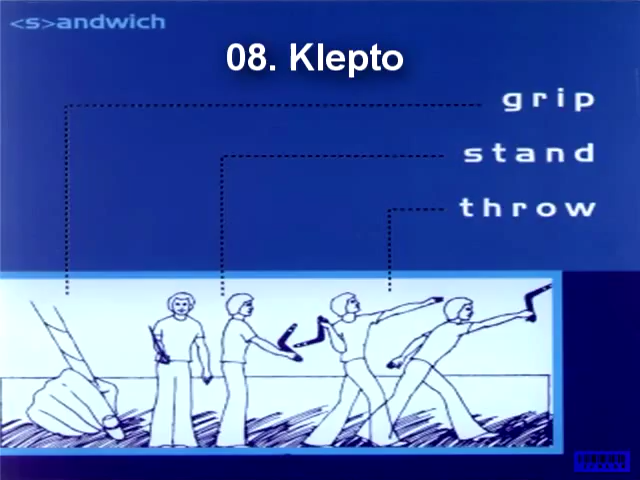 <s>andwich
08. Klepto
grip
stand
throw